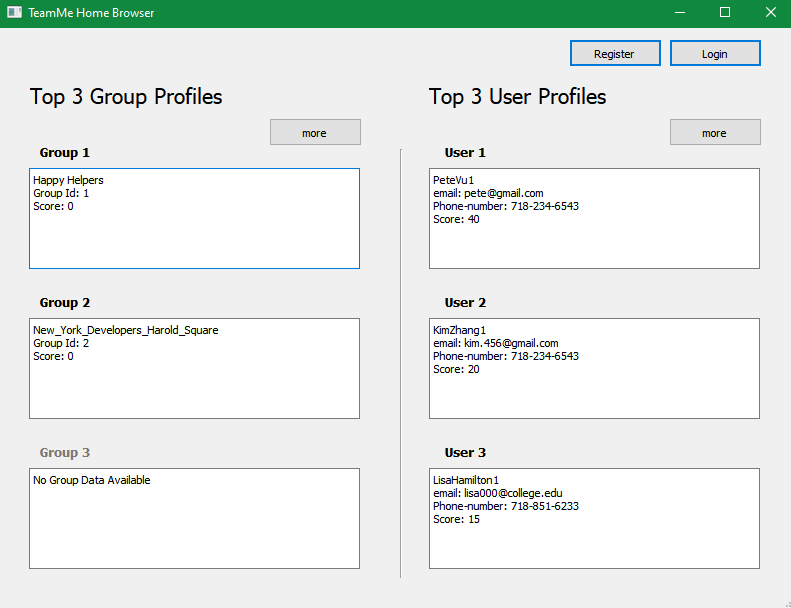 TeamMe Home Browser
Register
Login
Top 3 Group Profiles
more
Group 1
Happy Helpers
Group Id: 1
Score: 0
Group 2
New_York_Developers_Harold_Square
Group Id: 2
Score: 0
Group 3
No Group Data Available
Top 3 User Profiles
more
User 1
PeteVu1
email: pete@gmail.com
Phone-number: 718-234-6543
Score: 40
User 2
KimZhang1
email: kim.456@gmail.com
Phone-number: 718-234-6543
Score: 20
User 3
LisaHamilton1
email: lisa000@college.edu
Phone-number: 718-851-6233
Score: 15